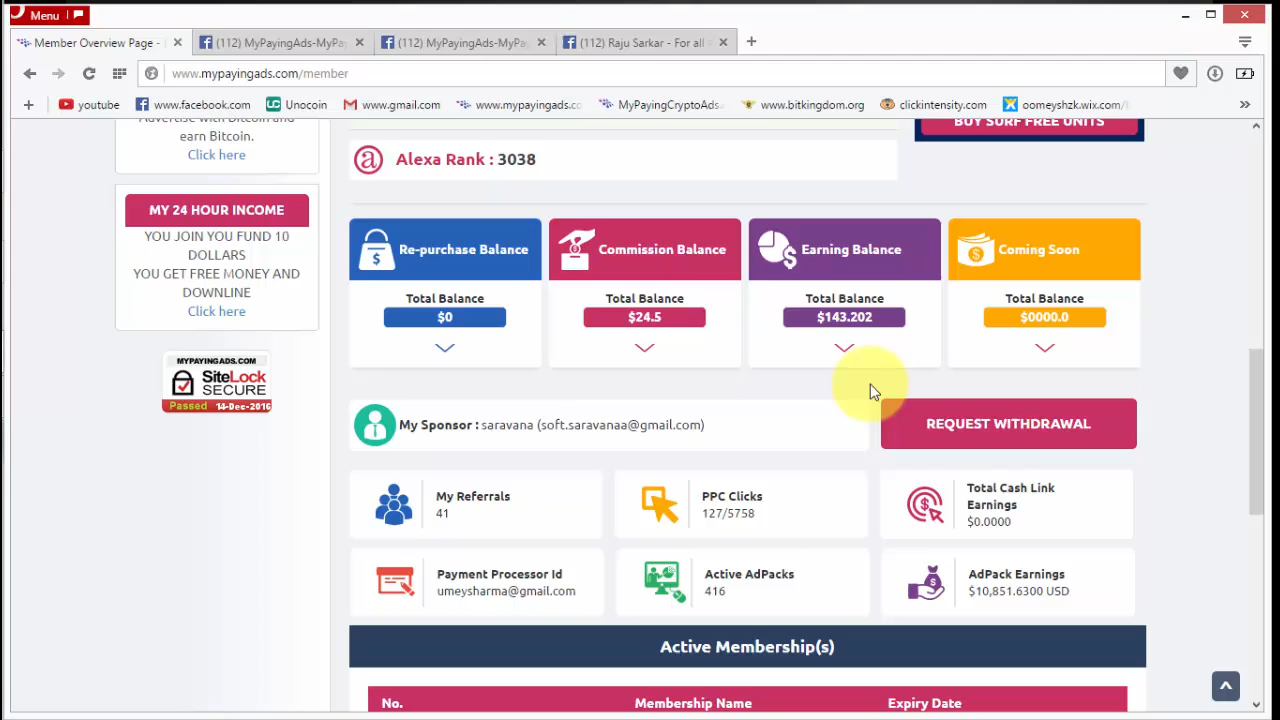 Menu
Member Overview Page -
(112) MyPayingAds-MyPa
(112) MyPayingAds-MyPa
(112) Raju Sarkar - For all
www.mypayingads.com/member
youtube
www.facebook.com
Unocoin
www.gmail.com
www.mypayingads.co
MyPayingCryptoAds.
www.bitkingdom.org
clickintensity.com
oomeyshzk.wix.com/
Advertise with Bitcoin and
earn Bitcoin.
Click here
BUY SURF FREE UNITS
Alexa Rank : 3038
MY 24 HOUR INCOME
YOU JOIN YOU FUND 10
DOLLARS
YOU GET FREE MONEY AND
DOWNLINE
Click here
MYPAYINGADS.COM
SiteLock
SECURE
Passed 14-Dec-2016
Re-purchase Balance
Total Balance
$0
Commission Balance
Total Balance
$24.5
Earning Balance
Total Balance
$143.202
Coming Soon
Total Balance
$0000.0
My Sponsor : saravana (soft.saravanaa@gmail.com)
REQUEST WITHDRAWAL
My Referrals
41
PPC Clicks
127/5758
Total Cash Link
Earnings
$0.0000
Payment Processor Id
umeysharma@gmail.com
Active AdPacks
416
AdPack Earnings
$10,851.6300 USD
Active Membership(s)
No.
Membership Name
Expiry Date